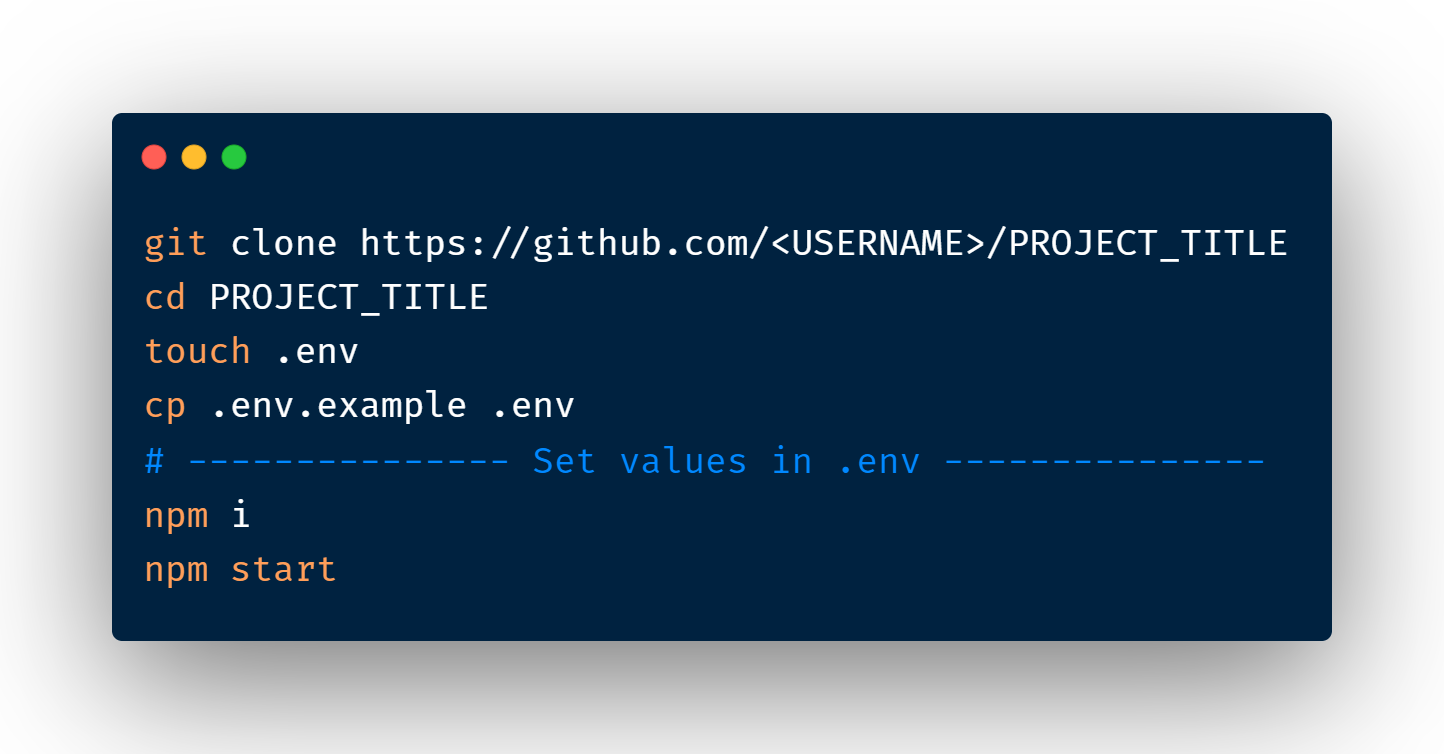 git clone https://github.com/<USERNAME>/PROJECT_TITLE
cd PROJECT_TITLE
touch .env
cp .env.example .env
# --------------- Set values in .env ---------------
npm i
npm start